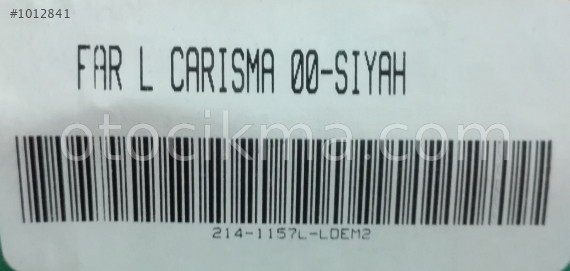 #1012841
FAR L CARISMA 00-SIYAH
otocikma.com
214-1157L-LDEM2